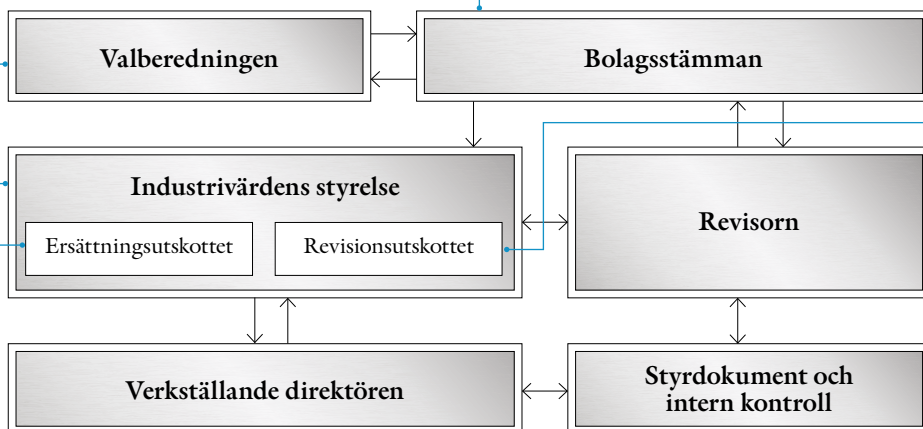 Valberedningen
Bolagsstämman
Industrivärdens styrelse
Ersättningsutskottet
Revisionsutskottet
Revisorn
Verkställande direktören
Styrdokument och
intern kontroll